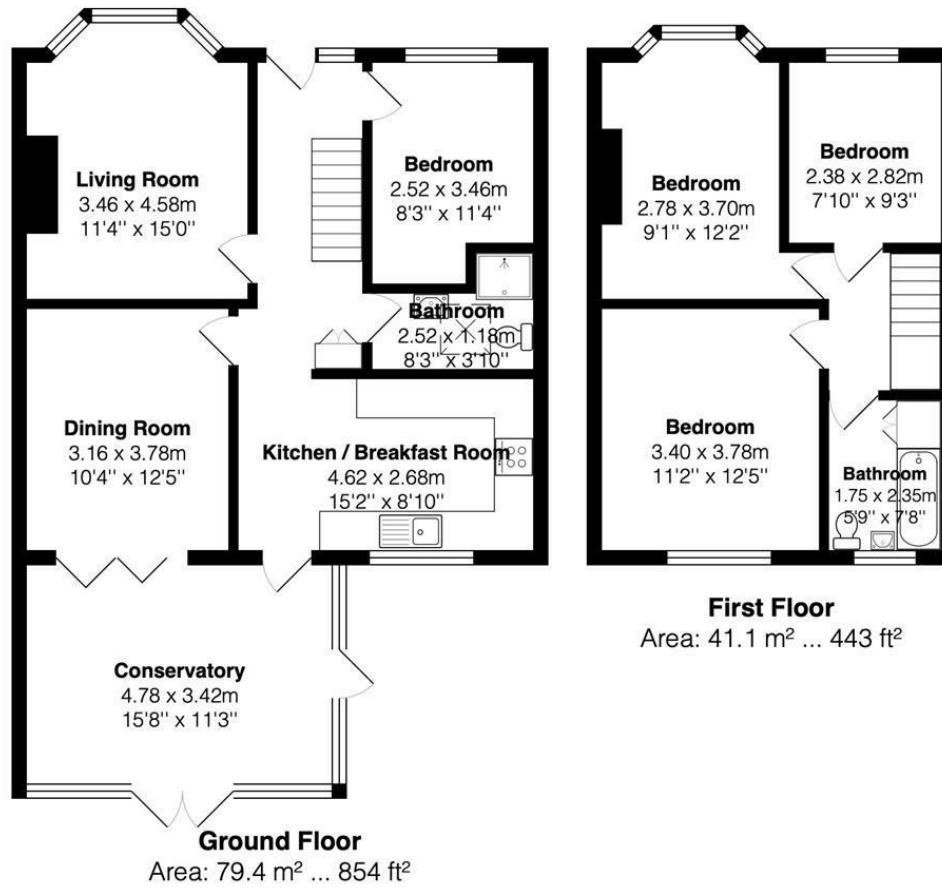 Living Room
3.46 x 4.58m
11'4'' x 15'0''
Bedroom
2.52 x 3.46m
8'3'' x 11'4''
Bathroom
2.52 x 1.18m
8'3'' x 3'10''
Dining Room
3.16 x 3.78m
10'4'' x 12'5''
Kitchen / Breakfast Room
4.62 x 2.68m
15'2'' x 8'10''
Conservatory
4.78 x 3.42m
15'8'' x 11'3''
Ground Floor
Area: 79.4 m² ... 854 ft²
Bedroom
2.78 x 3.70m
9'1'' x 12'2''
Bedroom
2.38 x 2.82m
7'10'' x 9'3''
Bedroom
3.40 x 3.78m
11'2'' x 12'5''
Bathroom
1.75 x 2.35m
5'9'' x 7'8''
First Floor
Area: 41.1 m² ... 443 ft²